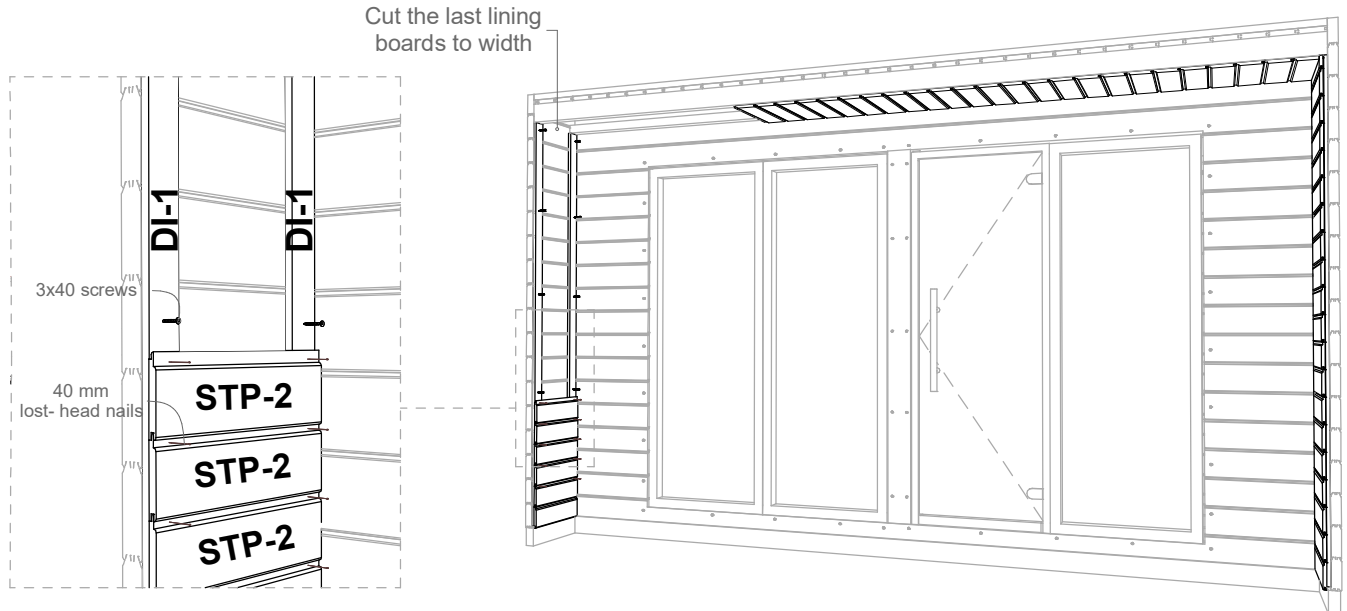 Cut the last lining
boards to width
DI-1
DI-1
3x40 screws
40 mm
lost- head nails
STP-2
STP-2
STP-2